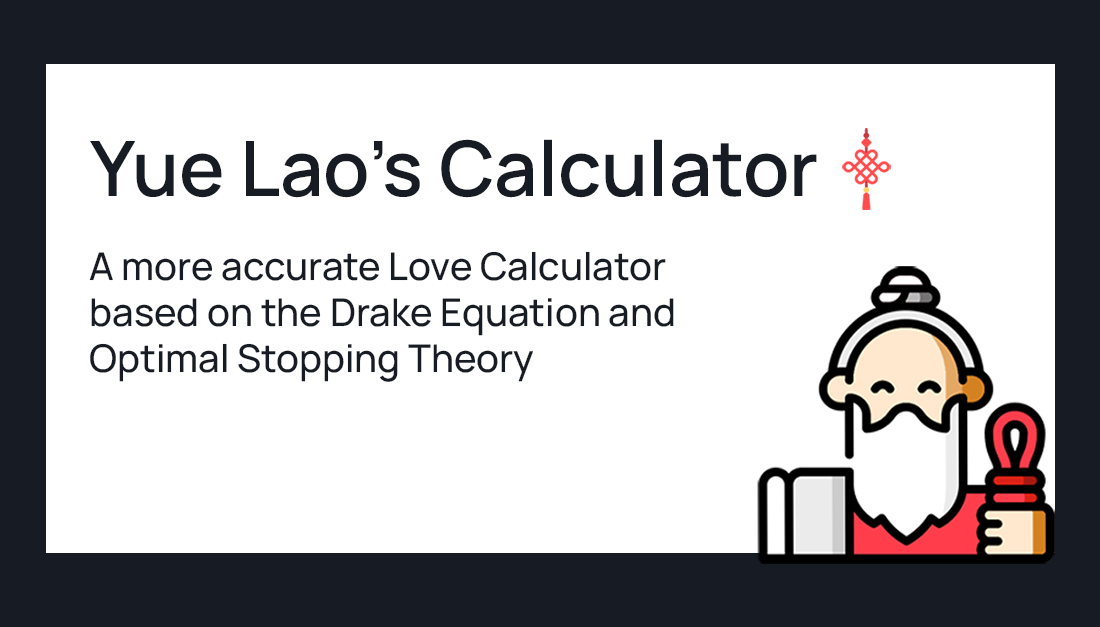 Yue Lao’s Calculator
A more accurate Love Calculator
based on the Drake Equation and
Optimal Stopping Theory